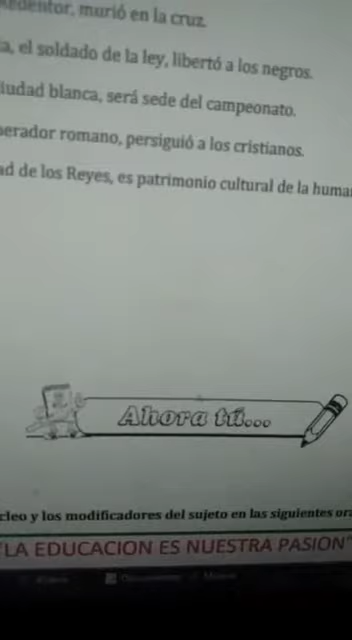 Redentor, murió en la cruz.
a, el soldado de la ley, libertó a los negros.
iudad blanca, será sede del campeonato.
perador romano, persiguió a los cristianos.
ad de los Reyes, es patrimonio cultural de la huma
Ahora tú...
cleo y los modificadores del sujeto en las siguientes ora
"LA EDUCACION ES NUESTRA PASION"